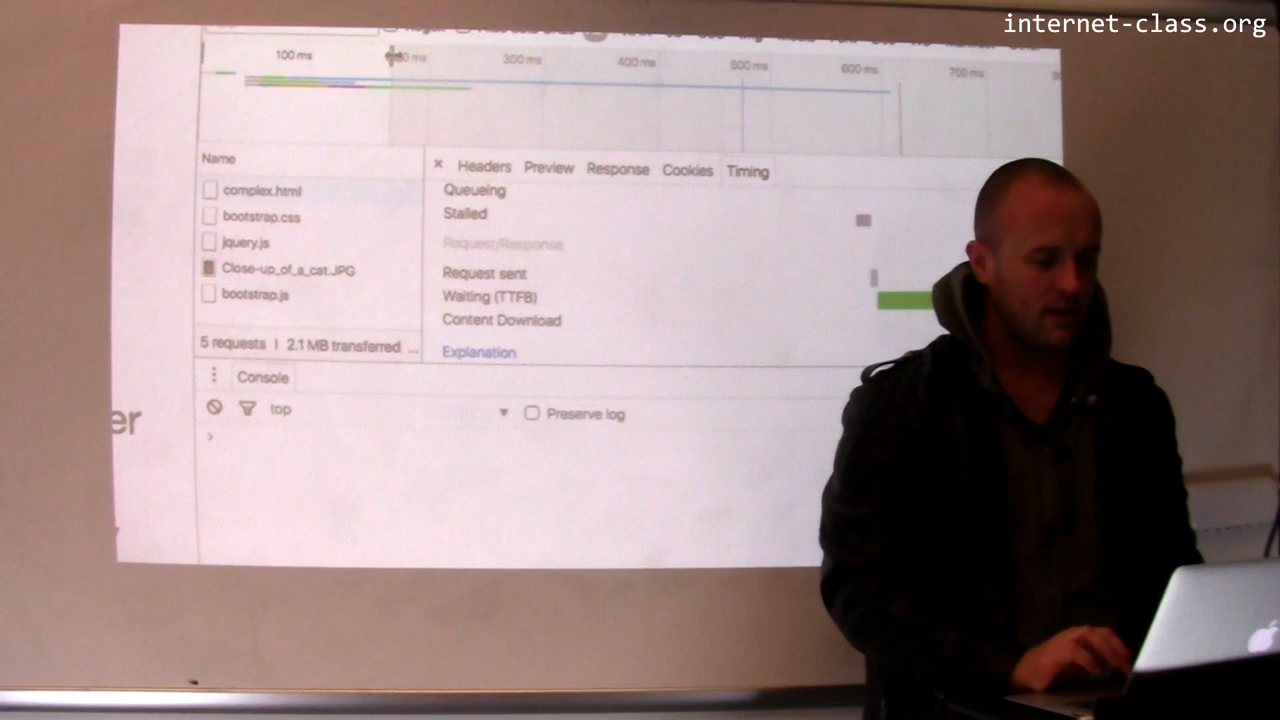 internet-class.org
100 ms
300 ms 400 ms 500 ms 600 ms 700 ms
Name
× Headers Preview Response Cookies Timing
complex.html
bootstrap.css
jquery.js
Close-up_of_a_cat.JPG
bootstrap.js
5 requests | 2.1 MB transferred ...
Queueing
Stalled
Request/Response
Request sent
Waiting (TTFB)
Content Download
Explanation
Console
top ▼ Preserve log
er